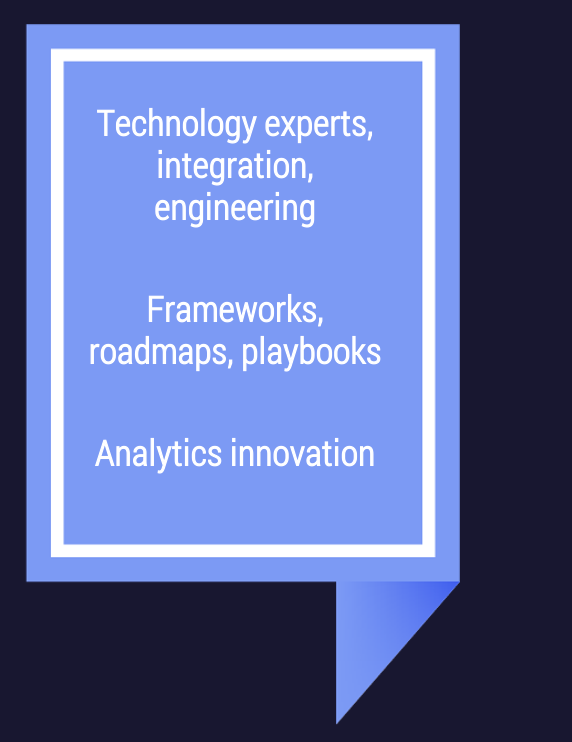 Technology experts,
integration,
engineering
Frameworks,
roadmaps, playbooks
Analytics innovation